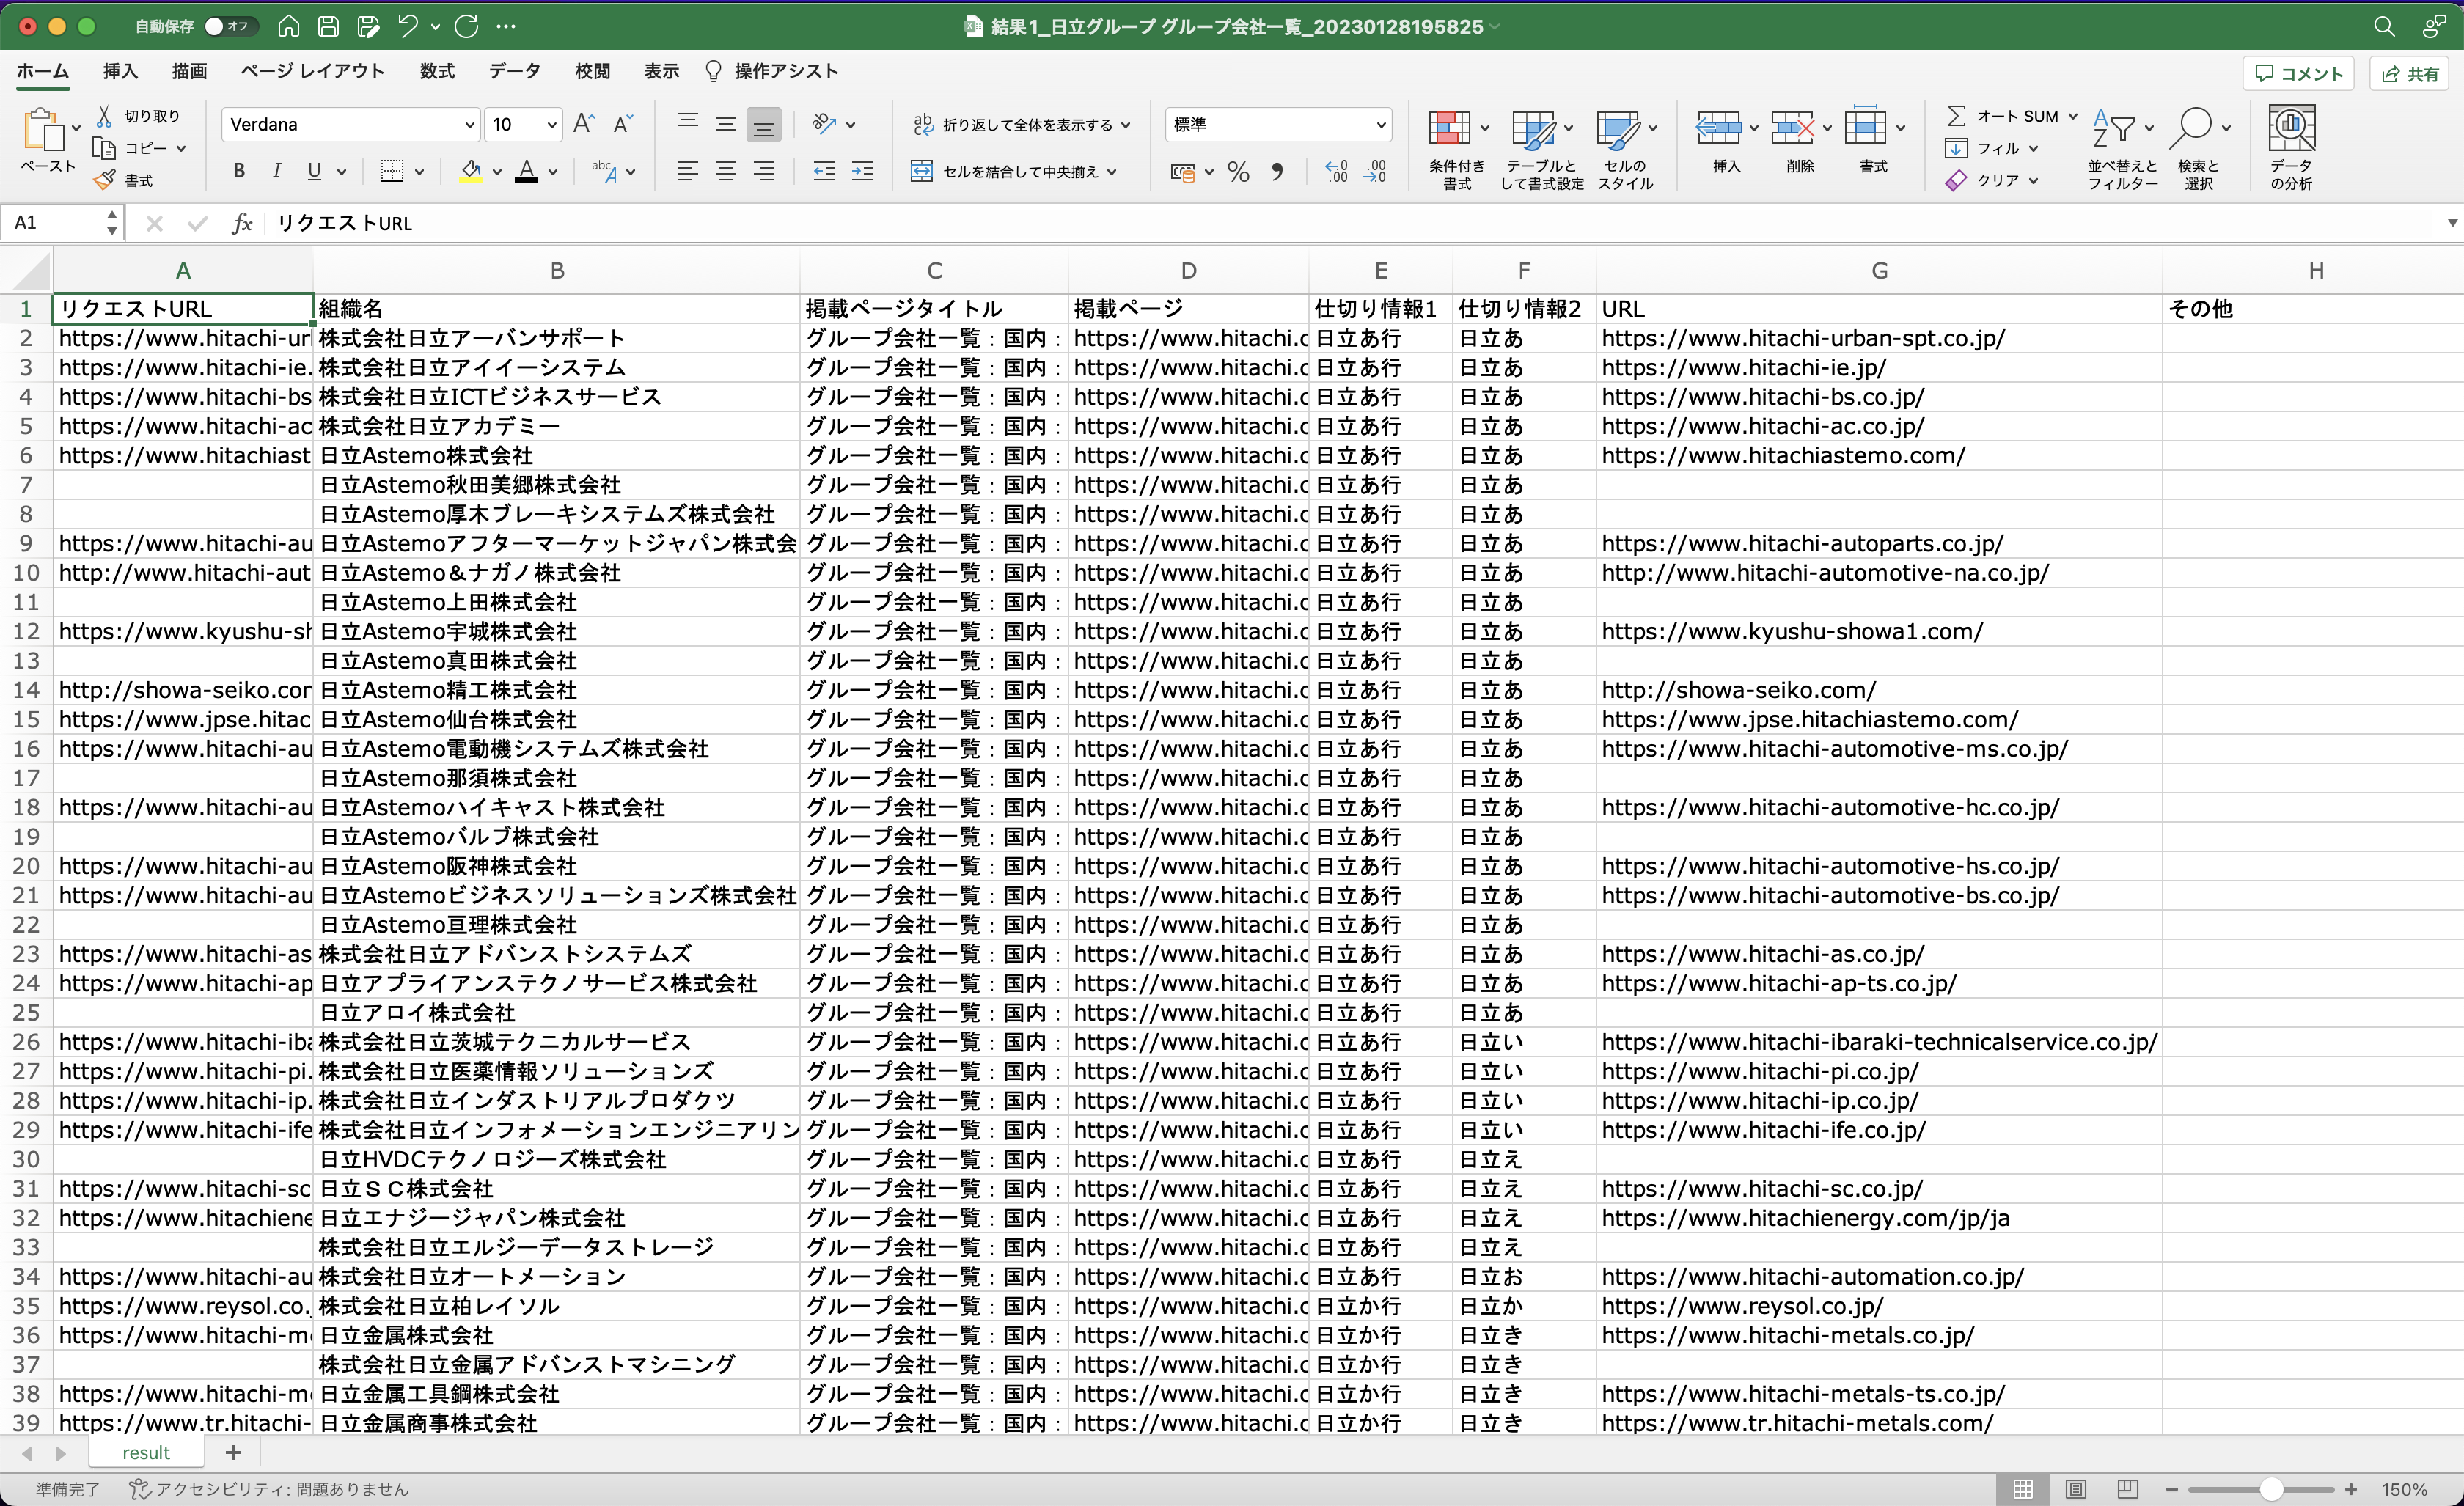 自動保存 オフ 結果1_日立グループ グループ会社一覧_20230128195825
ホーム 挿入 描画 ページ レイアウト 数式 データ 校閲 表示 操作アシスト コメント 共有
ペースト 切り取り コピー 書式 Verdana 10 折り返して全体を表示する 標準 条件付き書式 テーブルとして書式設定 セルのスタイル 挿入 削除 書式 オート SUM フィル クリア 並べ替えとフィルター 検索と選択 データの分析
B I U A セルを結合して中央揃え %
A1 fx リクエストURL
A B C D E F G H
1 リクエストURL 組織名 掲載ページタイトル 掲載ページ 仕切り情報1 仕切り情報2 URL その他
2 https://www.hitachi-ur 株式会社日立アーバンサポート グループ会社一覧：国内： https://www.hitachi.c 日立あ行 日立あ https://www.hitachi-urban-spt.co.jp/
3 https://www.hitachi-ie. 株式会社日立アイイーシステム グループ会社一覧：国内： https://www.hitachi.c 日立あ行 日立あ https://www.hitachi-ie.jp/
4 https://www.hitachi-bs 株式会社日立ICTビジネスサービス グループ会社一覧：国内： https://www.hitachi.c 日立あ行 日立あ https://www.hitachi-bs.co.jp/
5 https://www.hitachi-ac 株式会社日立アカデミー グループ会社一覧：国内： https://www.hitachi.c 日立あ行 日立あ https://www.hitachi-ac.co.jp/
6 https://www.hitachiast 日立Astemo株式会社 グループ会社一覧：国内： https://www.hitachi.c 日立あ行 日立あ https://www.hitachiastemo.com/
7 日立Astemo秋田美郷株式会社 グループ会社一覧：国内： https://www.hitachi.c 日立あ行 日立あ
8 日立Astemo厚木ブレーキシステムズ株式会社 グループ会社一覧：国内： https://www.hitachi.c 日立あ行 日立あ
9 https://www.hitachi-au 日立Astemoアフターマーケットジャパン株式会 グループ会社一覧：国内： https://www.hitachi.c 日立あ行 日立あ https://www.hitachi-autoparts.co.jp/
10 http://www.hitachi-aut 日立Astemo＆ナガノ株式会社 グループ会社一覧：国内： https://www.hitachi.c 日立あ行 日立あ http://www.hitachi-automotive-na.co.jp/
11 日立Astemo上田株式会社 グループ会社一覧：国内： https://www.hitachi.c 日立あ行 日立あ
12 https://www.kyushu-sh 日立Astemo宇城株式会社 グループ会社一覧：国内： https://www.hitachi.c 日立あ行 日立あ https://www.kyushu-showa1.com/
13 日立Astemo真田株式会社 グループ会社一覧：国内： https://www.hitachi.c 日立あ行 日立あ
14 http://showa-seiko.com 日立Astemo精工株式会社 グループ会社一覧：国内： https://www.hitachi.c 日立あ行 日立あ http://showa-seiko.com/
15 https://www.jpse.hitac 日立Astemo仙台株式会社 グループ会社一覧：国内： https://www.hitachi.c 日立あ行 日立あ https://www.jpse.hitachiastemo.com/
16 https://www.hitachi-au 日立Astemo電動機システムズ株式会社 グループ会社一覧：国内： https://www.hitachi.c 日立あ行 日立あ https://www.hitachi-automotive-ms.co.jp/
17 日立Astemo那須株式会社 グループ会社一覧：国内： https://www.hitachi.c 日立あ行 日立あ
18 https://www.hitachi-au 日立Astemoハイキャスト株式会社 グループ会社一覧：国内： https://www.hitachi.c 日立あ行 日立あ https://www.hitachi-automotive-hc.co.jp/
19 日立Astemoバルブ株式会社 グループ会社一覧：国内： https://www.hitachi.c 日立あ行 日立あ
20 https://www.hitachi-au 日立Astemo阪神株式会社 グループ会社一覧：国内： https://www.hitachi.c 日立あ行 日立あ https://www.hitachi-automotive-hs.co.jp/
21 https://www.hitachi-au 日立Astemoビジネスソリューションズ株式会社 グループ会社一覧：国内： https://www.hitachi.c 日立あ行 日立あ https://www.hitachi-automotive-bs.co.jp/
22 日立Astemo亘理株式会社 グループ会社一覧：国内： https://www.hitachi.c 日立あ行 日立あ
23 https://www.hitachi-as 株式会社日立アドバンストシステムズ グループ会社一覧：国内： https://www.hitachi.c 日立あ行 日立あ https://www.hitachi-as.co.jp/
24 https://www.hitachi-ap 日立アプライアンステクノサービス株式会社 グループ会社一覧：国内： https://www.hitachi.c 日立あ行 日立あ https://www.hitachi-ap-ts.co.jp/
25 日立アロイ株式会社 グループ会社一覧：国内： https://www.hitachi.c 日立あ行 日立あ
26 https://www.hitachi-iba 株式会社日立茨城テクニカルサービス グループ会社一覧：国内： https://www.hitachi.c 日立あ行 日立い https://www.hitachi-ibaraki-technicalservice.co.jp/
27 https://www.hitachi-pi. 株式会社日立医薬情報ソリューションズ グループ会社一覧：国内： https://www.hitachi.c 日立あ行 日立い https://www.hitachi-pi.co.jp/
28 https://www.hitachi-ip. 株式会社日立インダストリアルプロダクツ グループ会社一覧：国内： https://www.hitachi.c 日立あ行 日立い https://www.hitachi-ip.co.jp/
29 https://www.hitachi-ife 株式会社日立インフォメーションエンジニアリン グループ会社一覧：国内： https://www.hitachi.c 日立あ行 日立い https://www.hitachi-ife.co.jp/
30 日立HVDCテクノロジーズ株式会社 グループ会社一覧：国内： https://www.hitachi.c 日立あ行 日立え
31 https://www.hitachi-sc 日立ＳＣ株式会社 グループ会社一覧：国内： https://www.hitachi.c 日立あ行 日立え https://www.hitachi-sc.co.jp/
32 https://www.hitachiene 日立エナジージャパン株式会社 グループ会社一覧：国内： https://www.hitachi.c 日立あ行 日立え https://www.hitachienergy.com/jp/ja
33 株式会社日立エルジーデータストレージ グループ会社一覧：国内： https://www.hitachi.c 日立あ行 日立え
34 https://www.hitachi-au 株式会社日立オートメーション グループ会社一覧：国内： https://www.hitachi.c 日立あ行 日立お https://www.hitachi-automation.co.jp/
35 https://www.reysol.co. 株式会社日立柏レイソル グループ会社一覧：国内： https://www.hitachi.c 日立か行 日立か https://www.reysol.co.jp/
36 https://www.hitachi-me 日立金属株式会社 グループ会社一覧：国内： https://www.hitachi.c 日立か行 日立き https://www.hitachi-metals.co.jp/
37 株式会社日立金属アドバンストマシニング グループ会社一覧：国内： https://www.hitachi.c 日立か行 日立き
38 https://www.hitachi-me 日立金属工具鋼株式会社 グループ会社一覧：国内： https://www.hitachi.c 日立か行 日立き https://www.hitachi-metals-ts.co.jp/
39 https://www.tr.hitachi- 日立金属商事株式会社 グループ会社一覧：国内： https://www.hitachi.c 日立か行 日立き https://www.tr.hitachi-metals.com/
result
準備完了 アクセシビリティ: 問題ありません 150%